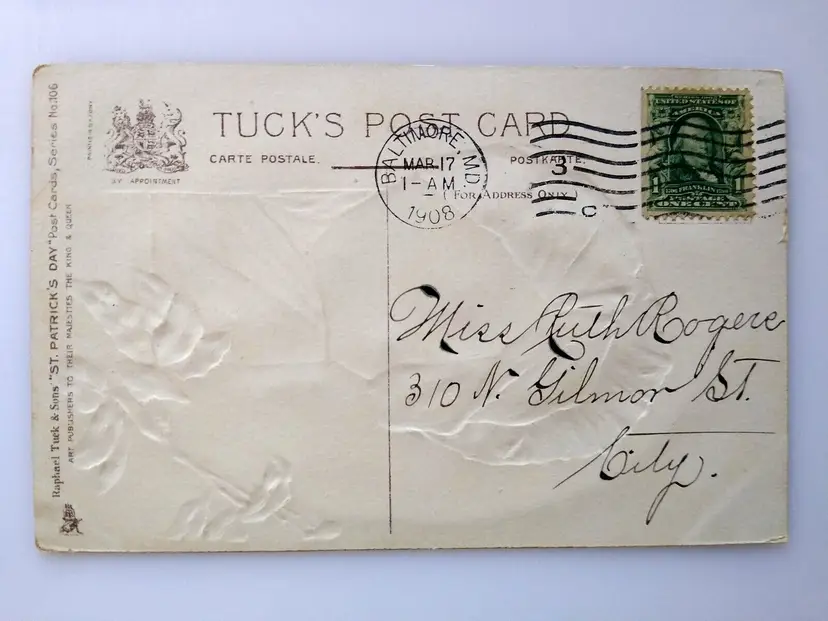 TUCK'S POST CARD
CARTE POSTALE.
POSTKARTE.
(FOR ADDRESS ONLY.)
BY APPOINTMENT
Raphael Tuck & Sons' "ST. PATRICK'S DAY" Post Cards, Series No. 106
ART PUBLISHERS TO THEIR MAJESTIES THE KING & QUEEN
BALTIMORE, MD.
MAR 17
1-AM
1908
3
UNITED STATES OF
AMERICA
FRANKLIN
POSTAGE
ONE CENT
Miss Ruth Rogers
310 N. Gilmor St.
City.